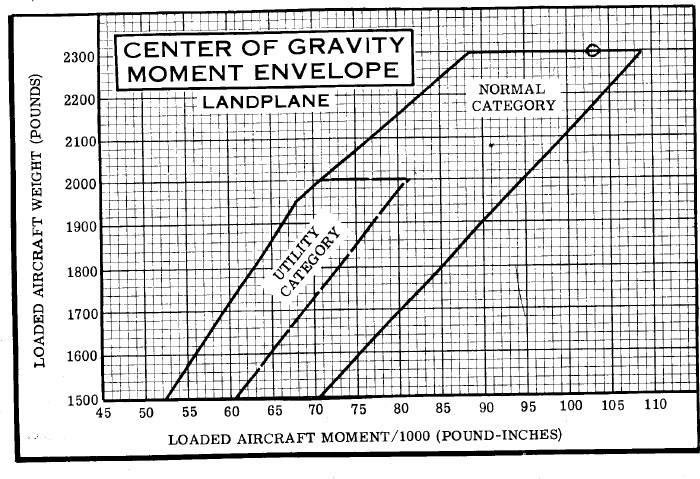 CENTER OF GRAVITY
MOMENT ENVELOPE
LANDPLANE
NORMAL
CATEGORY
UTILITY
CATEGORY
LOADED AIRCRAFT WEIGHT (POUNDS)
2300
2200
2100
2000
1900
1800
1700
1600
1500
45 50 55 60 65 70 75 80 85 90 95 100 105 110
LOADED AIRCRAFT MOMENT/1000 (POUND-INCHES)